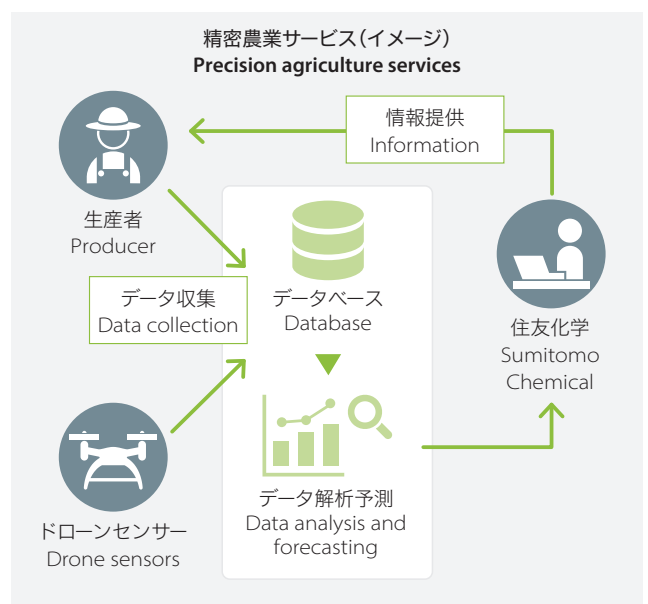 精密農業サービス（イメージ）
Precision agriculture services
情報提供
Information
生産者
Producer
データ収集
Data collection
データベース
Database
住友化学
Sumitomo
Chemical
ドローンセンサー
Drone sensors
データ解析予測
Data analysis and
forecasting